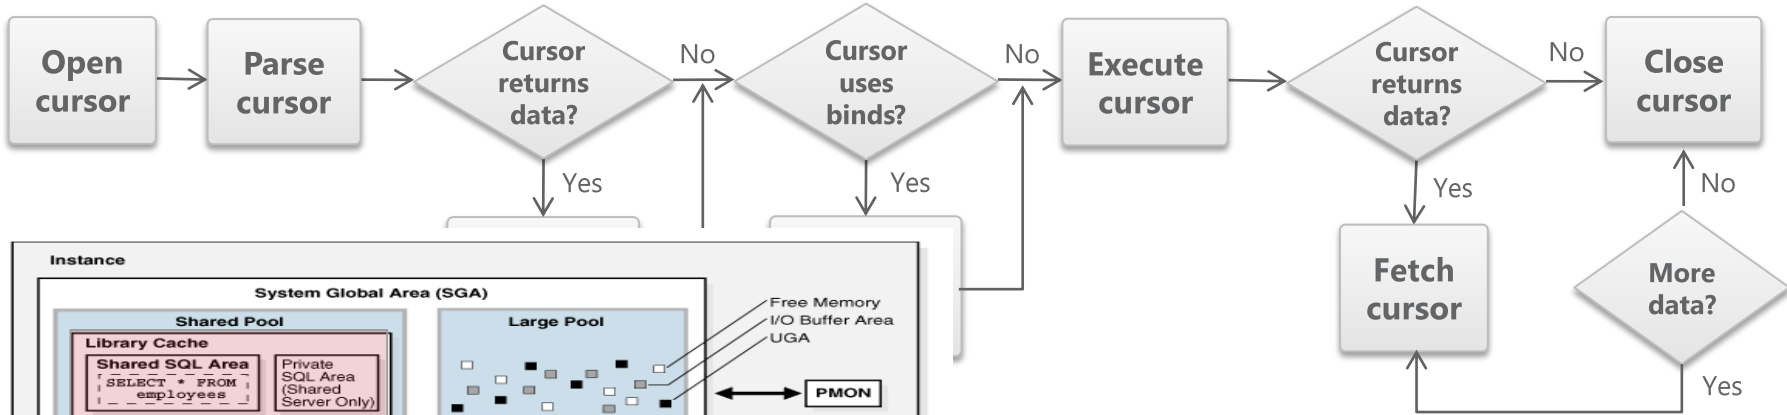 Open
cursor
Parse
cursor
Cursor
returns
data?
No
Yes
Cursor
uses
binds?
No
Yes
Execute
cursor
Cursor
returns
data?
No
Yes
Close
cursor
Fetch
cursor
More
data?
No
Yes
Instance
System Global Area (SGA)
Shared Pool
Library Cache
Shared SQL Area
SELECT * FROM
employees
Private
SQL Area
(Shared
Server Only)
Large Pool
Free Memory
I/O Buffer Area
UGA
PMON